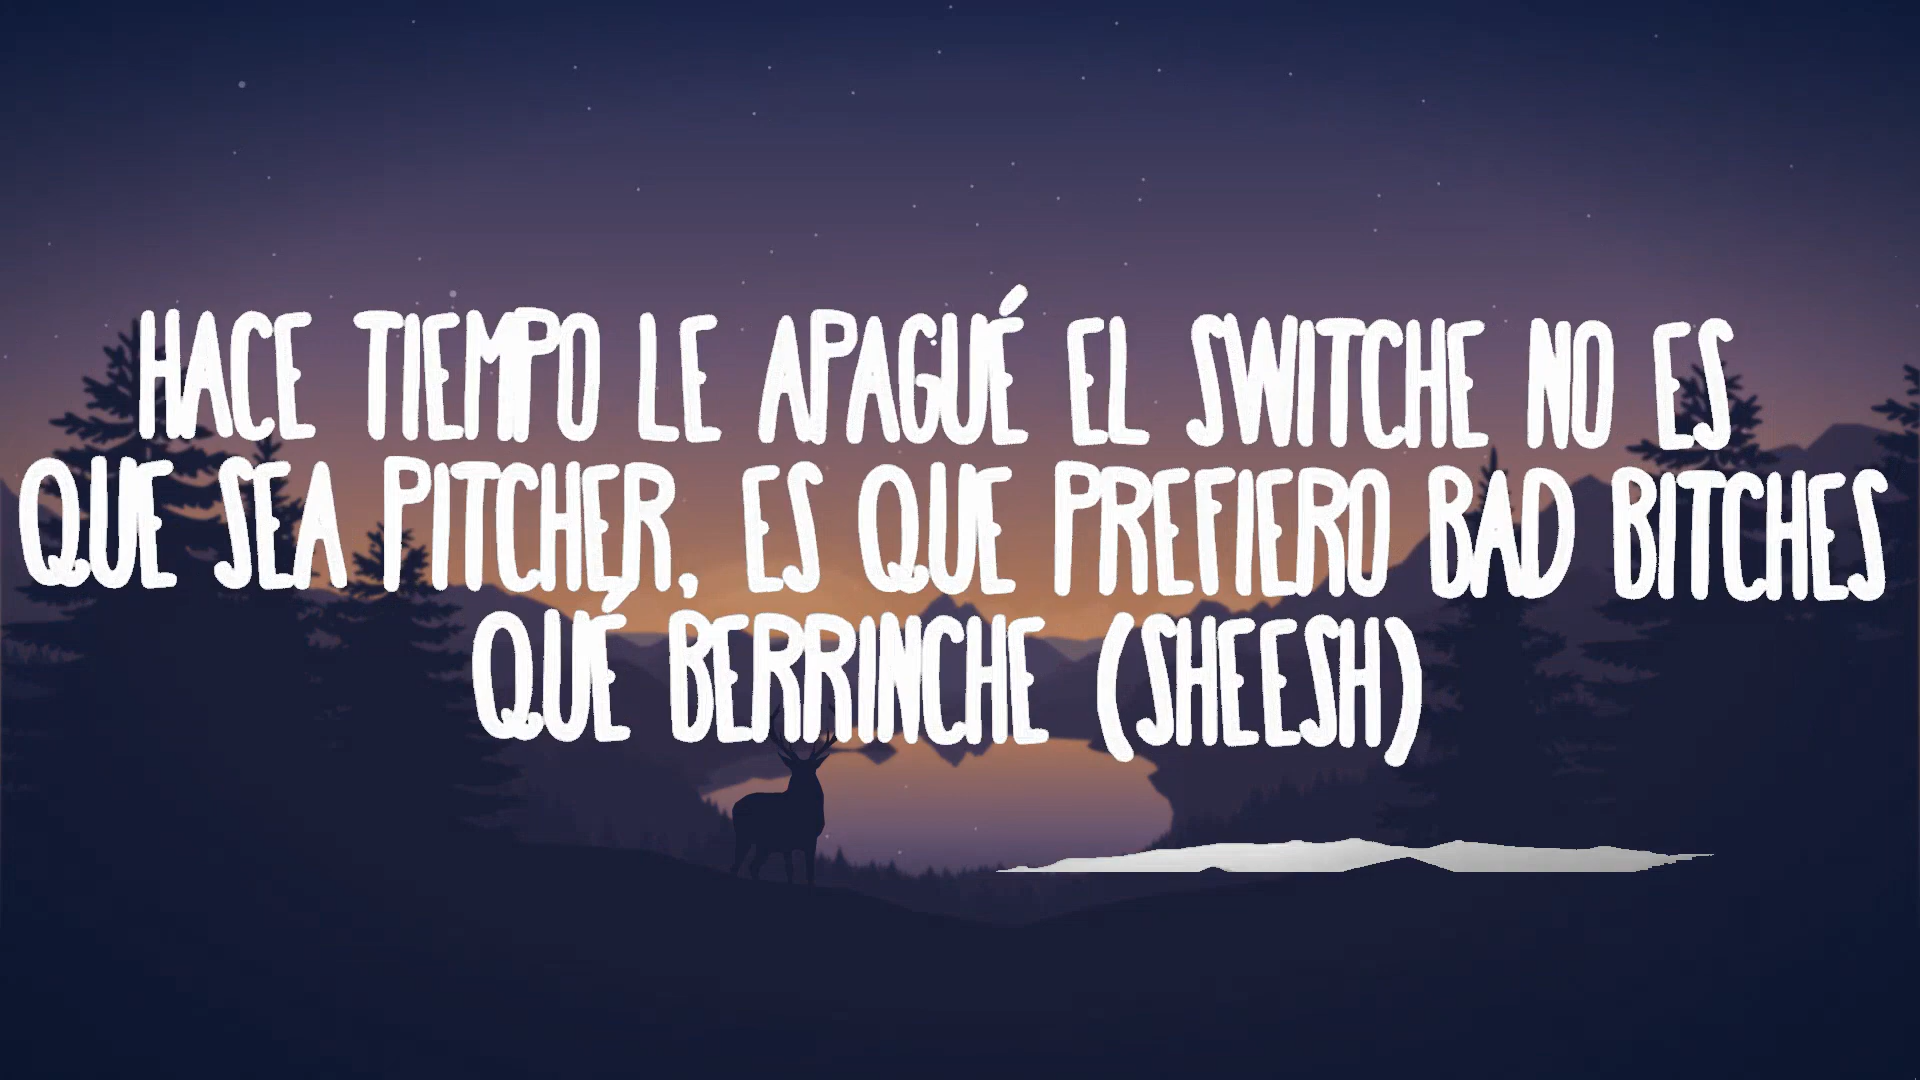 HACE TIEMPO LE APAGUÉ EL SWITCHE NO ES
QUE SEA PITCHER, ES QUE PREFIERO BAD BITCHES
QUÉ BERRINCHE (SHEESH)